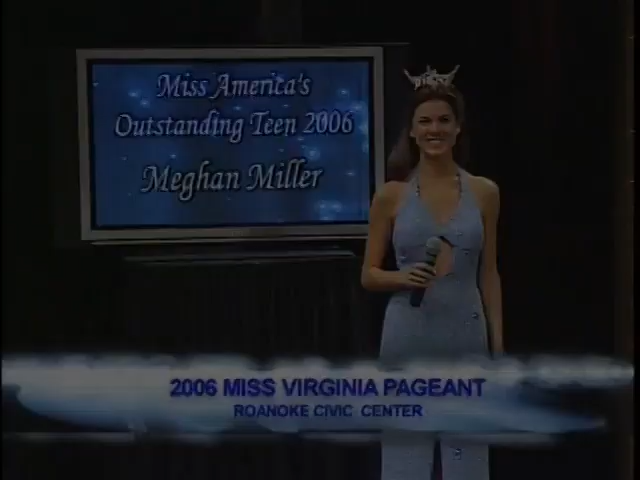 Miss America's
Outstanding Teen 2006
Meghan Miller
2006 MISS VIRGINIA PAGEANT
ROANOKE CIVIC CENTER